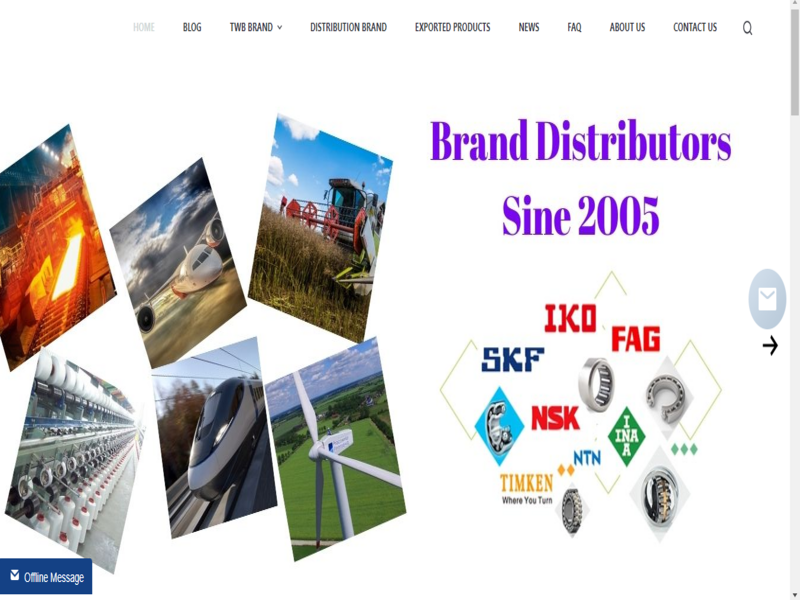 HOME BLOG TWB BRAND DISTRIBUTION BRAND EXPORTED PRODUCTS NEWS FAQ ABOUT US CONTACT US
Brand Distributors
Sine 2005
IKO
FAG
SKF
NSK
INA
NTN
TIMKEN
Where You Turn
Offline Message